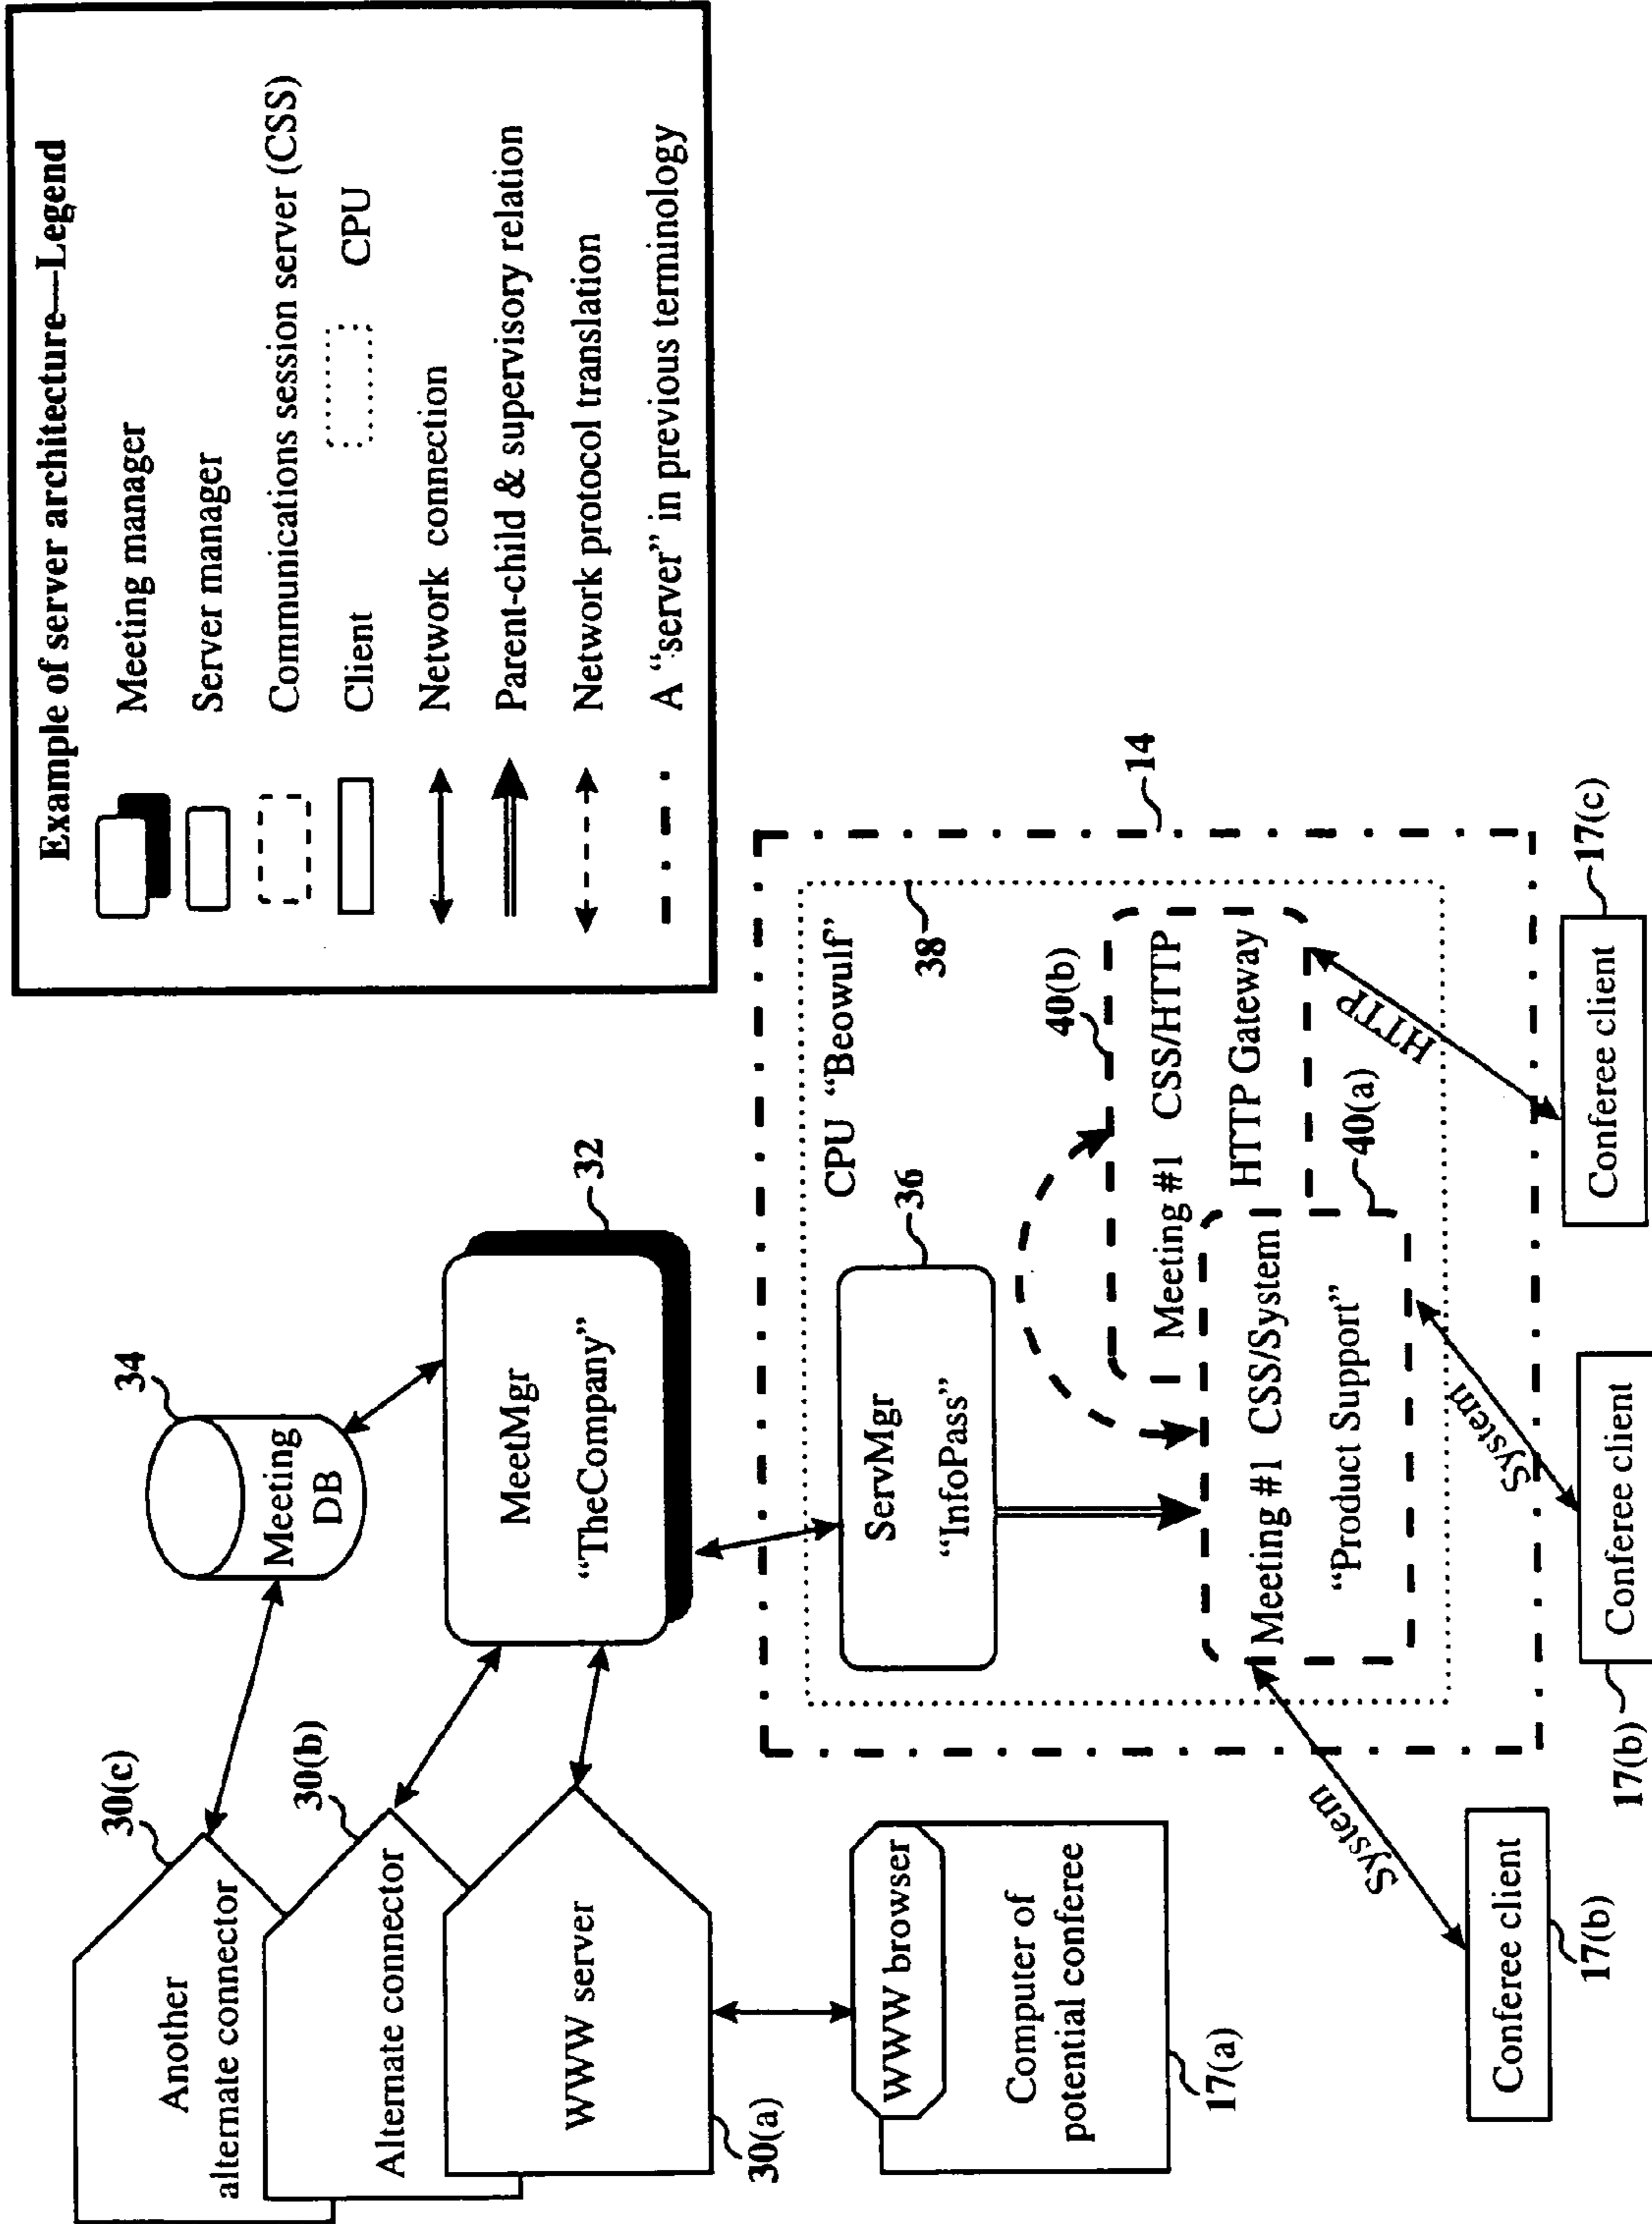 Example of server architecture—Legend
Meeting manager
Server manager
Communications session server (CSS)
Client
CPU
Network connection
Parent-child & supervisory relation
Network protocol translation
A “server” in previous terminology
30(c)
Another
alternate connector
30(b)
Alternate connector
WWW server
30(a)
34
Meeting
DB
32
MeetMgr
“TheCompany”
WWW browser
Computer of
potential conferee
17(a)
14
38
CPU “Beowulf”
36
ServMgr
“InfoPass”
40(b)
Meeting #1 CSS/HTTP
HTTP Gateway
40(a)
Meeting #1 CSS/System
“Product Support”
System
System
HTTP
Conferee client
17(b)
Conferee client
17(b)
Conferee client
17(c)